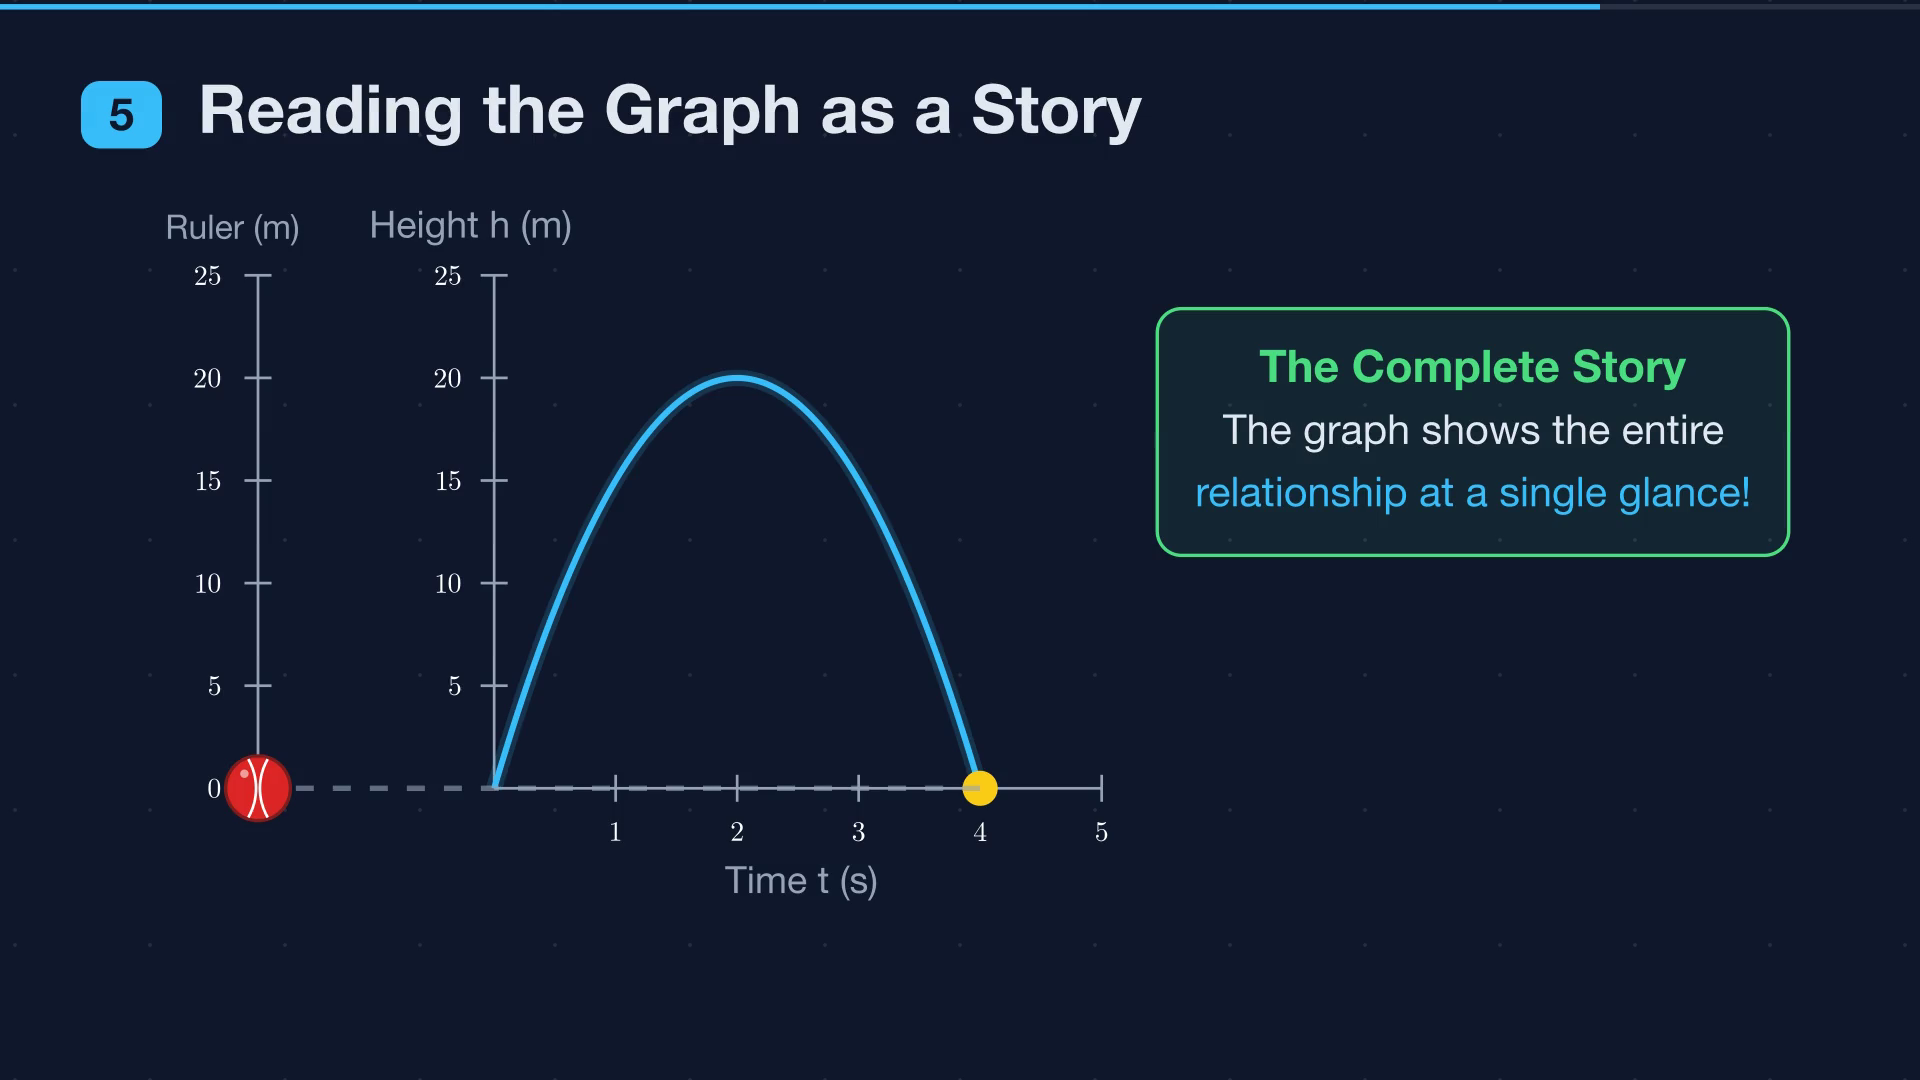 5 Reading the Graph as a Story
Ruler (m)
25
20
15
10
5
0
Height h (m)
25
20
15
10
5
1 2 3 4 5
Time t (s)
The Complete Story
The graph shows the entire
relationship at a single glance!